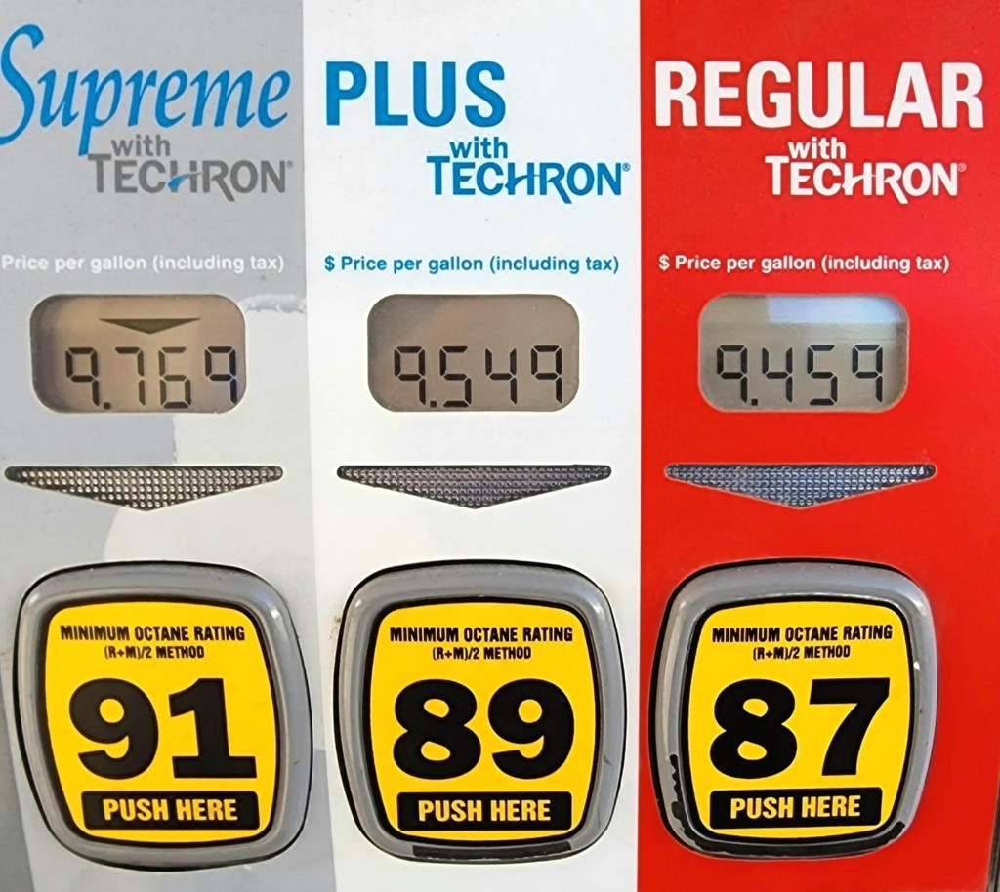 Supreme
with
TECHRON®
Price per gallon (including tax)
9.769
MINIMUM OCTANE RATING
(R+M)/2 METHOD
91
PUSH HERE
PLUS
with
TECHRON®
$ Price per gallon (including tax)
9.549
MINIMUM OCTANE RATING
(R+M)/2 METHOD
89
PUSH HERE
REGULAR
with
TECHRON®
$ Price per gallon (including tax)
9.459
MINIMUM OCTANE RATING
(R+M)/2 METHOD
87
PUSH HERE